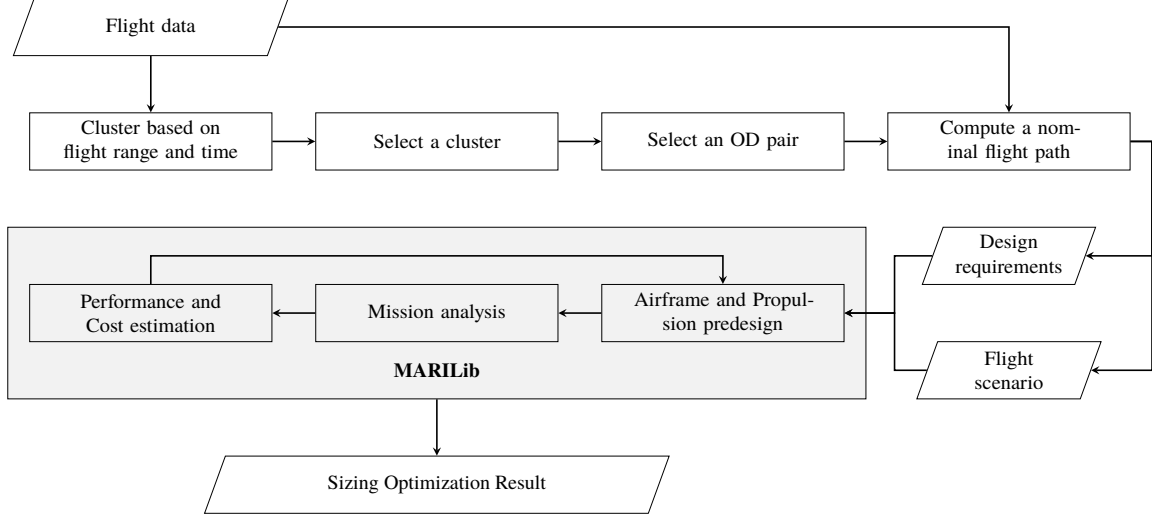 Flight data
Cluster based on
flight range and time
Select a cluster
Select an OD pair
Compute a nom-
inal flight path
Design
requirements
Performance and
Cost estimation
Mission analysis
Airframe and Propul-
sion predesign
MARILib
Flight
scenario
Sizing Optimization Result